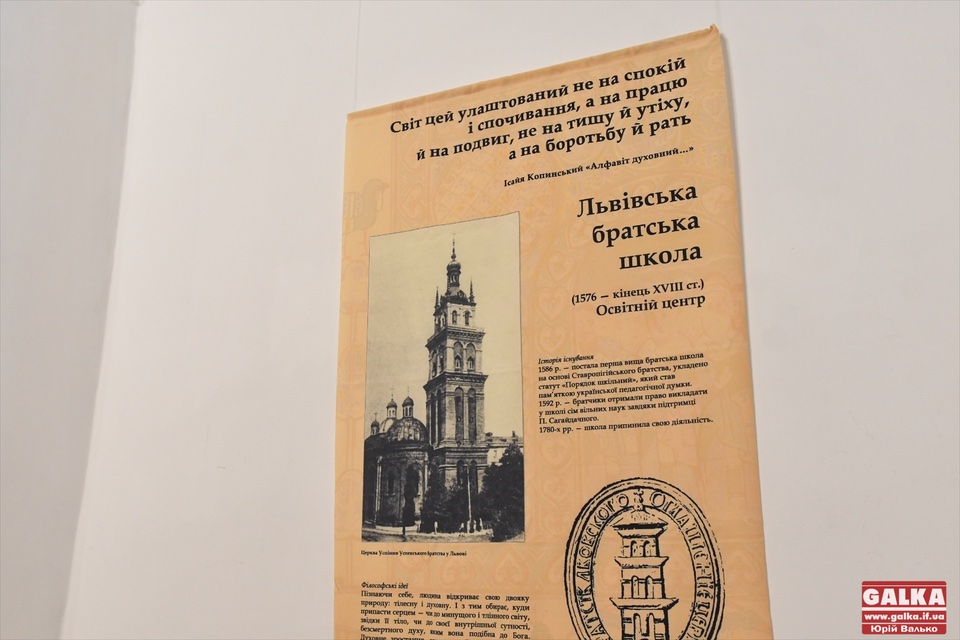 Світ цей улаштований не на спокій
і спочивання, а на працю
й на подвиг, не на тишу й утіху,
а на боротьбу й рать
Ісайя Копинський «Алфавіт духовний...»
Львівська
братська
школа
(1576 — кінець XVIII ст.)
Освітній центр
Історія існування
1586 р. — постала перша вища братська школа
на основі Ставропігійського братства, укладено
статут «Порядок шкільний», який став
пам'яткою української педагогічної думки.
1592 р. — братчики отримали право викладати
у школі сім вільних наук завдяки підтримці
П. Сагайдачного.
1780-х рр. — школа припинила свою діяльність.
Церква Успіння Успенського братства у Львові
Філософські ідеї
Пізнаючи себе, людина відкриває свою двояку
природу: тілесну і духовну. І з тим обирає, куди
припасти серцем — чи до минущого і тлінного світу,
звідки її тіло, чи до своєї внутрішньої сутності,
безсмертного духу, яким вона подібна до Бога.
Духовне зростання
GALKA
www.galka.if.ua
Юрій Валько